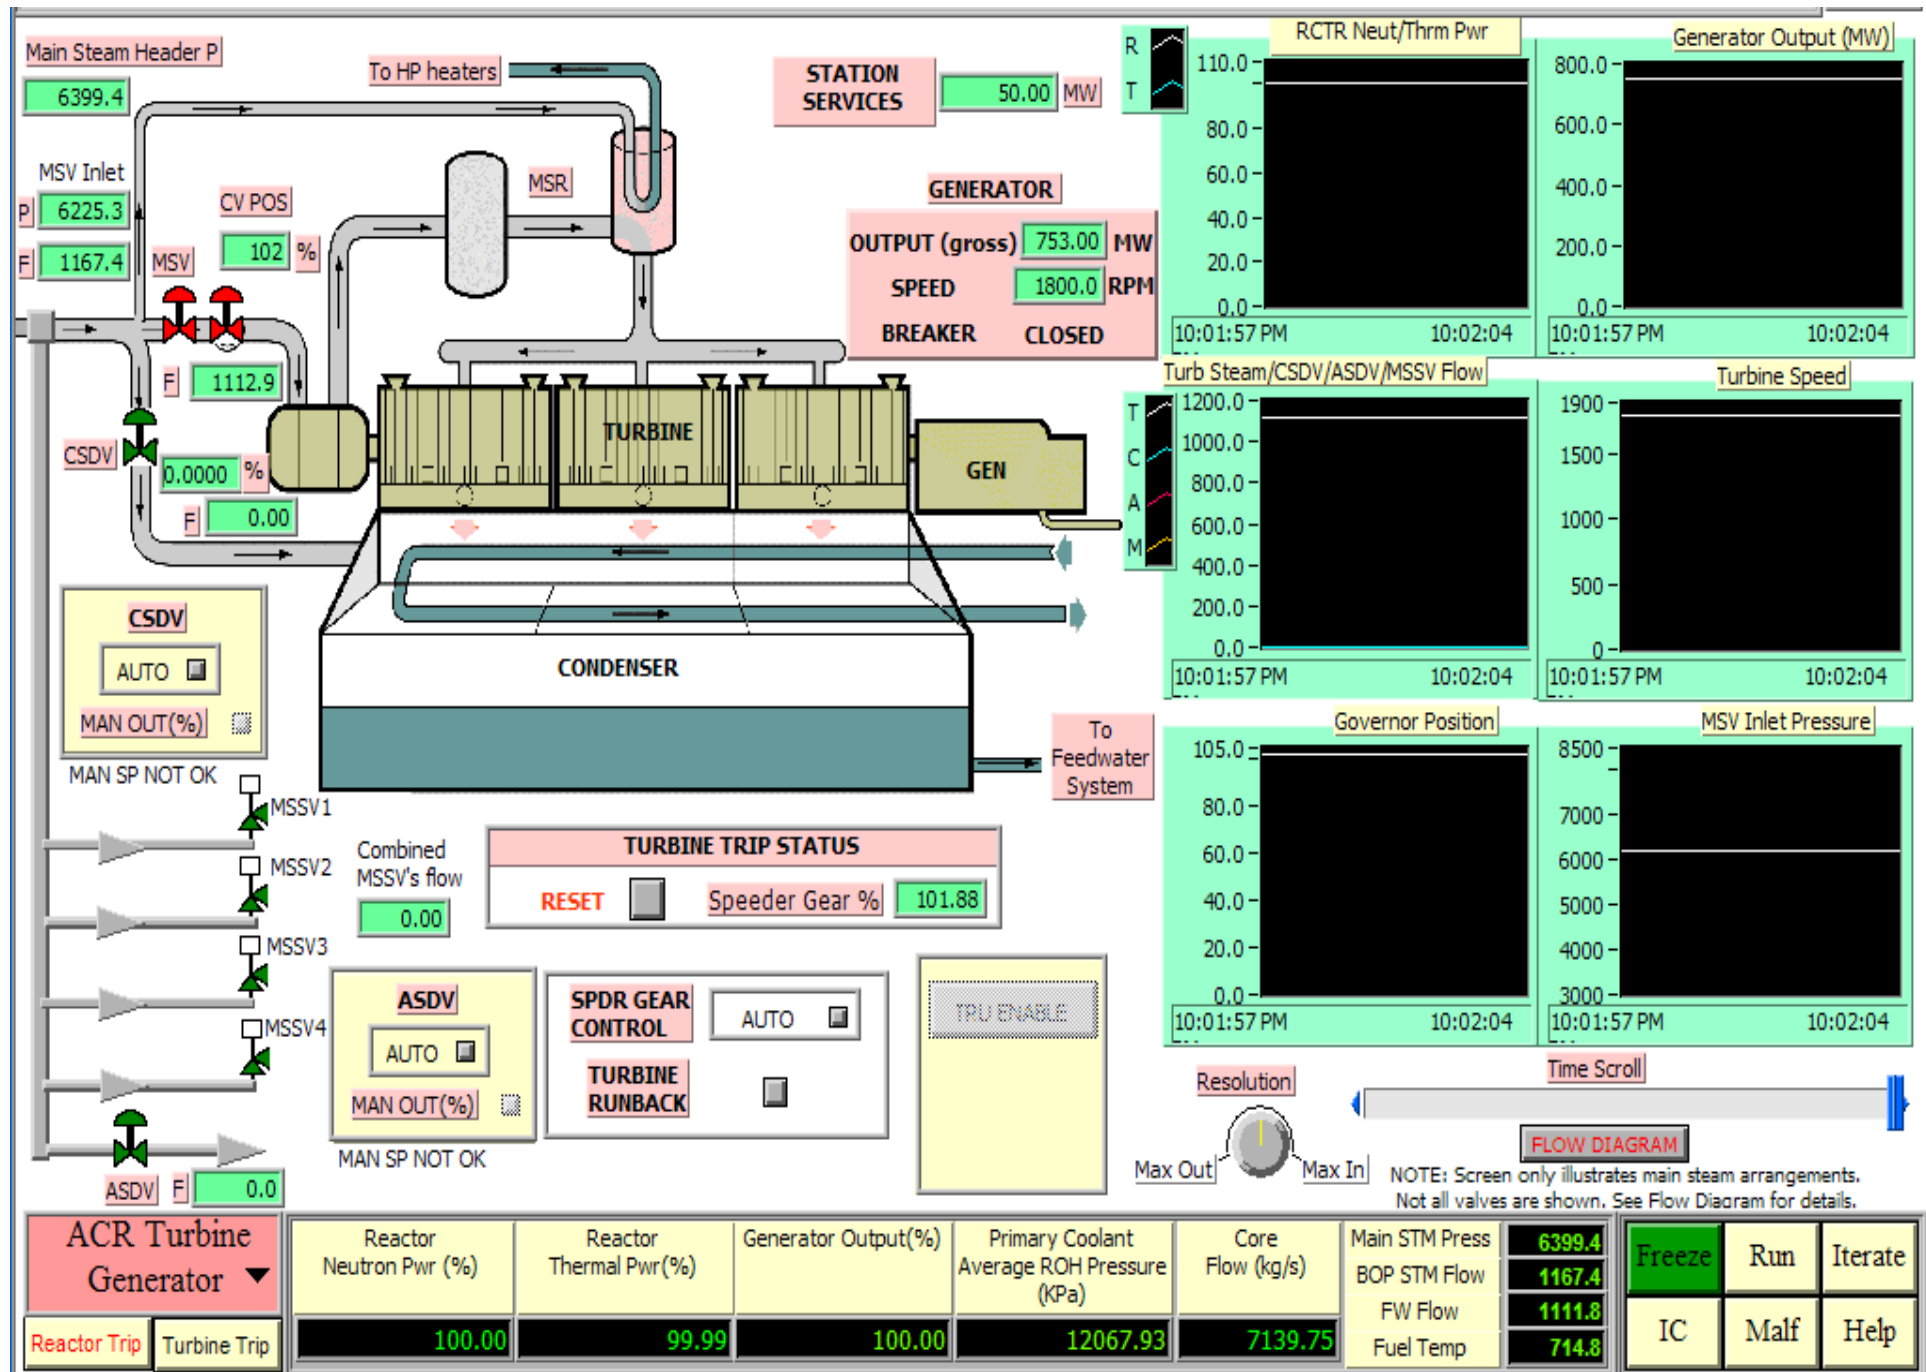 Main Steam Header P
6399.4
To HP heaters
STATION
SERVICES
50.00 MW
MSV Inlet
P 6225.3
F 1167.4
MSV
CV POS
102 %
MSR
GENERATOR
OUTPUT (gross) 753.00 MW
SPEED 1800.0 RPM
BREAKER CLOSED
F 1112.9
CSDV
0.0000 %
F 0.00
TURBINE
GEN
CONDENSER
CSDV
AUTO
MAN OUT(%)
MAN SP NOT OK
To
Feedwater
System
MSSV1
MSSV2
MSSV3
MSSV4
Combined
MSSV's flow
0.00
TURBINE TRIP STATUS
RESET
Speeder Gear % 101.88
ASDV
AUTO
MAN OUT(%)
MAN SP NOT OK
SPDR GEAR
CONTROL
AUTO
TURBINE
RUNBACK
TRU ENABLE
ASDV F 0.0
R
T
RCTR Neut/Thrm Pwr
110.0
80.0
60.0
40.0
20.0
0.0
10:01:57 PM 10:02:04
Generator Output (MW)
800.0
600.0
400.0
200.0
0.0
10:01:57 PM 10:02:04
Turb Steam/CSDV/ASDV/MSSV Flow
T
C
A
M
1200.0
1000.0
800.0
600.0
400.0
200.0
0.0
10:01:57 PM 10:02:04
Turbine Speed
1900
1500
1000
500
0
10:01:57 PM 10:02:04
Governor Position
105.0
80.0
60.0
40.0
20.0
0.0
10:01:57 PM 10:02:04
MSV Inlet Pressure
8500
7000
6000
5000
4000
3000
10:01:57 PM 10:02:04
Resolution
Max Out
Max In
Time Scroll
FLOW DIAGRAM
NOTE: Screen only illustrates main steam arrangements.
Not all valves are shown. See Flow Diagram for details.
ACR Turbine
Generator
Reactor Trip
Turbine Trip
Reactor
Neutron Pwr (%)
100.00
Reactor
Thermal Pwr(%)
99.99
Generator Output(%)
100.00
Primary Coolant
Average ROH Pressure
(KPa)
12067.93
Core
Flow (kg/s)
7139.75
Main STM Press 6399.4
BOP STM Flow 1167.4
FW Flow 1111.8
Fuel Temp 714.8
Freeze
Run
Iterate
IC
Malf
Help